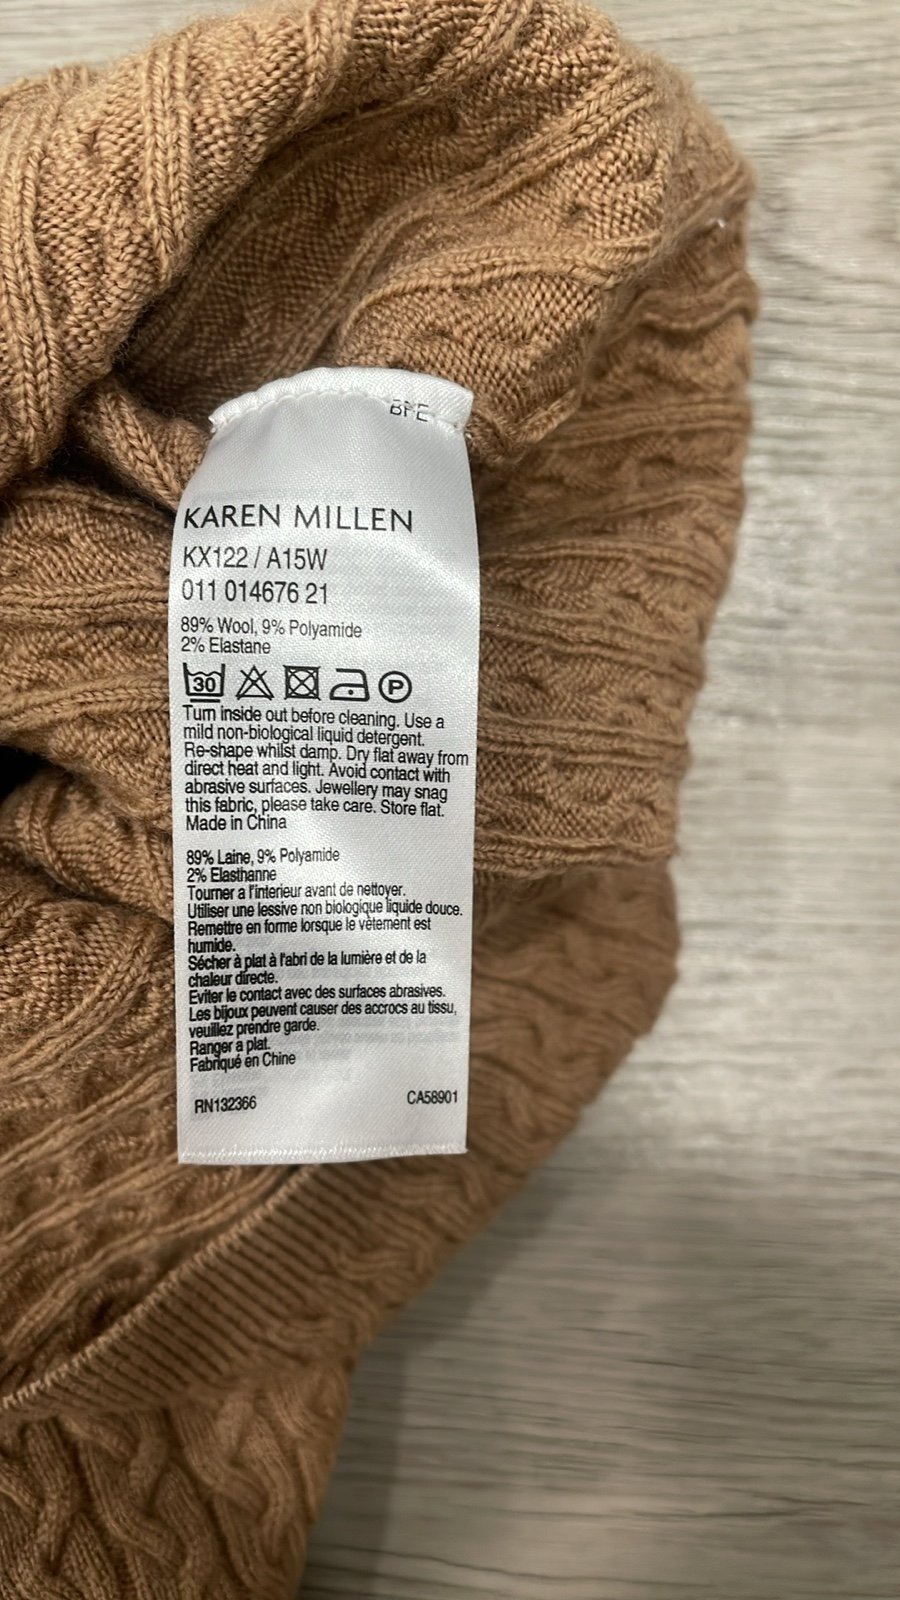 KAREN MILLEN
KX122 / A15W
011 014676 21
89% Wool, 9% Polyamide
2% Elastane
30
P
Turn inside out before cleaning. Use a
mild non-biological liquid detergent.
Re-shape whilst damp. Dry flat away from
direct heat and light. Avoid contact with
abrasive surfaces. Jewellery may snag
this fabric, please take care. Store flat.
Made in China
89% Laine, 9% Polyamide
2% Elasthanne
Tourner a l'interieur avant de nettoyer.
Utiliser une lessive non biologique liquide douce.
Remettre en forme lorsque le vètement est
humide.
Sécher à plat à l'abri de la lumière et de la
chaleur directe.
Eviter le contact avec des surfaces abrasives.
Les bijoux peuvent causer des accrocs au tissu,
veuillez prendre garde.
Ranger a plat.
Fabriqué en Chine
RN132366 CA58901